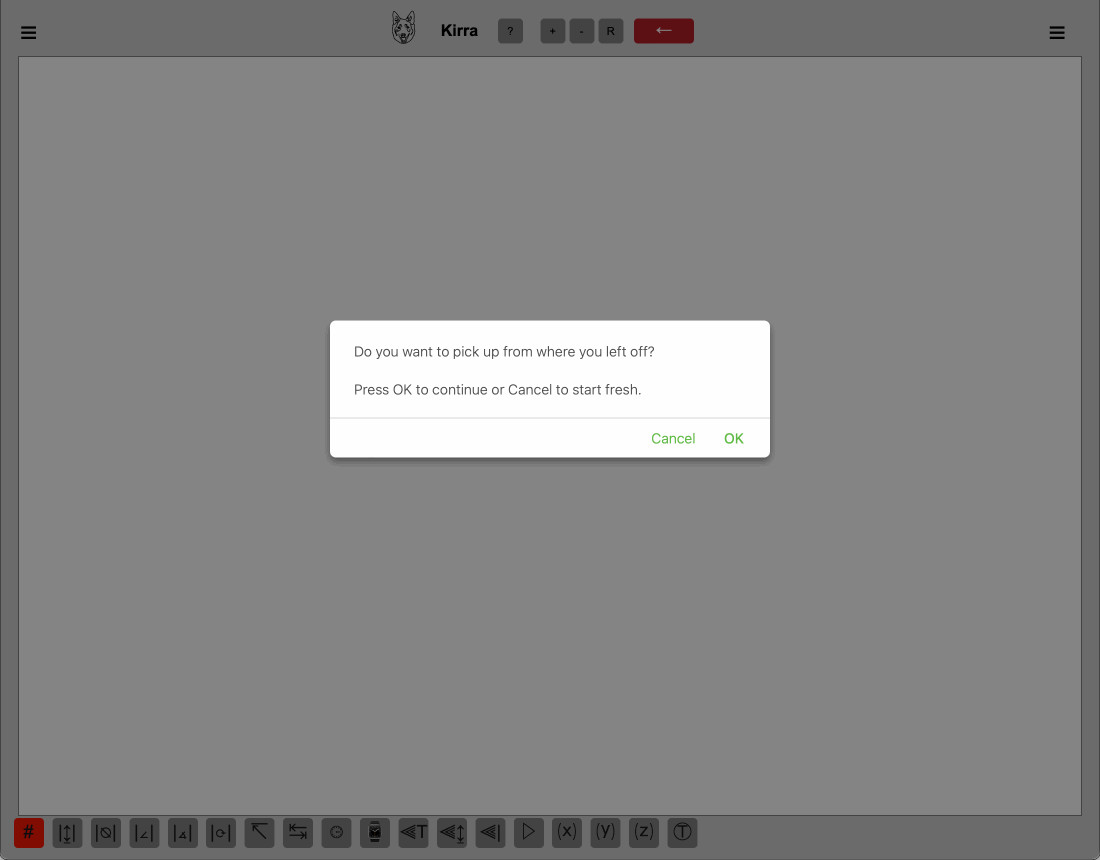 Kirra ? + - R ←
Do you want to pick up from where you left off?
Press OK to continue or Cancel to start fresh.
Cancel OK
# T (x) (y) (z) T